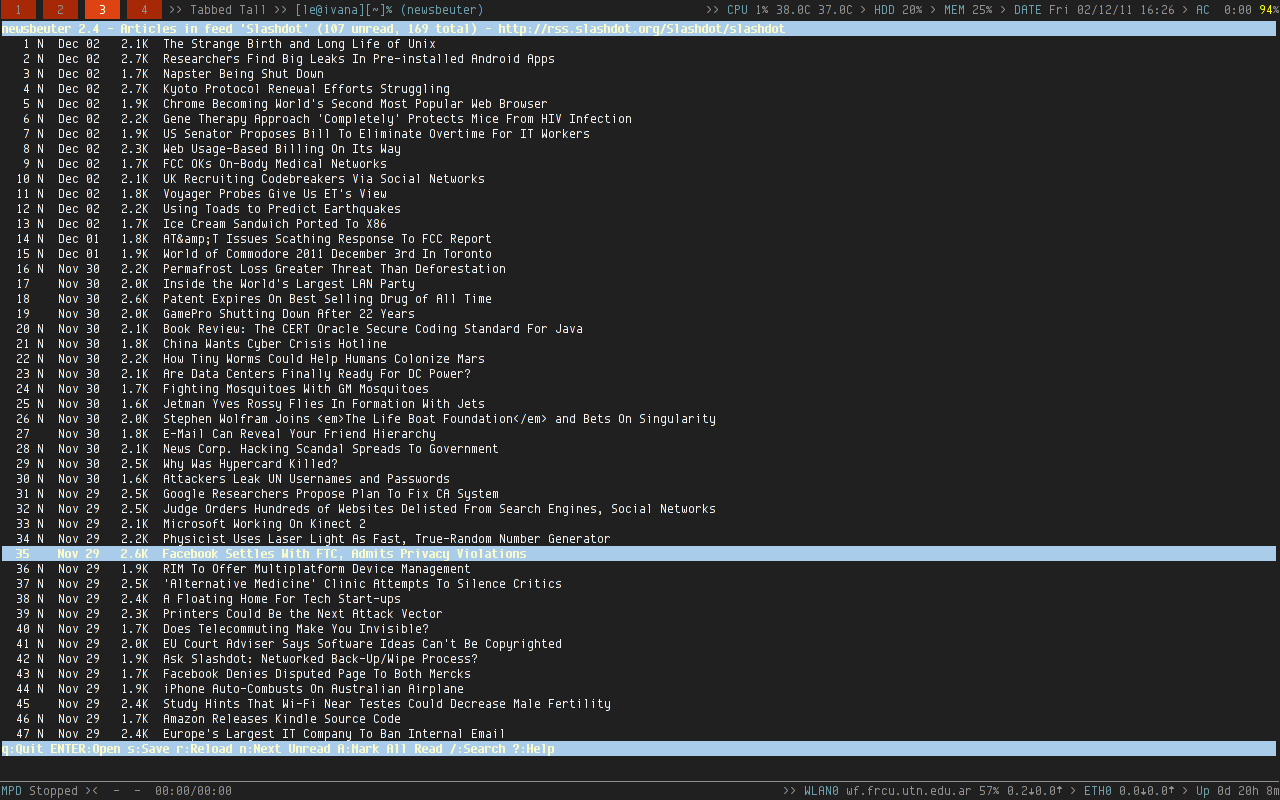 1 2 3 4 >> Tabbed Tall >> [!e@ivana][~]% (newsbeuter) >> CPU 1% 38.0C 37.0C > HDD 20% > MEM 25% > DATE Fri 02/12/11 16:26 > AC 0:00 94%
newsbeuter 2.4 - Articles in feed 'Slashdot' (107 unread, 169 total) - http://rss.slashdot.org/Slashdot/slashdot
1 N Dec 02 2.1K The Strange Birth and Long Life of Unix
2 N Dec 02 2.7K Researchers Find Big Leaks In Pre-installed Android Apps
3 N Dec 02 1.7K Napster Being Shut Down
4 N Dec 02 2.7K Kyoto Protocol Renewal Efforts Struggling
5 N Dec 02 1.9K Chrome Becoming World's Second Most Popular Web Browser
6 N Dec 02 2.2K Gene Therapy Approach 'Completely' Protects Mice From HIV Infection
7 N Dec 02 1.9K US Senator Proposes Bill To Eliminate Overtime For IT Workers
8 N Dec 02 2.3K Web Usage-Based Billing On Its Way
9 N Dec 02 1.7K FCC OKs On-Body Medical Networks
10 N Dec 02 2.1K UK Recruiting Codebreakers Via Social Networks
11 N Dec 02 1.8K Voyager Probes Give Us ET's View
12 N Dec 02 2.2K Using Toads to Predict Earthquakes
13 N Dec 02 1.7K Ice Cream Sandwich Ported To X86
14 N Dec 01 1.8K AT&amp;T Issues Scathing Response To FCC Report
15 N Dec 01 1.9K World of Commodore 2011 December 3rd In Toronto
16 N Nov 30 2.2K Permafrost Loss Greater Threat Than Deforestation
17 Nov 30 2.0K Inside the World's Largest LAN Party
18 Nov 30 2.6K Patent Expires On Best Selling Drug of All Time
19 Nov 30 2.0K GamePro Shutting Down After 22 Years
20 N Nov 30 2.1K Book Review: The CERT Oracle Secure Coding Standard For Java
21 N Nov 30 1.8K China Wants Cyber Crisis Hotline
22 N Nov 30 2.2K How Tiny Worms Could Help Humans Colonize Mars
23 N Nov 30 2.1K Are Data Centers Finally Ready For DC Power?
24 N Nov 30 1.7K Fighting Mosquitoes With GM Mosquitoes
25 N Nov 30 1.6K Jetman Yves Rossy Flies In Formation With Jets
26 N Nov 30 2.0K Stephen Wolfram Joins <em>The Life Boat Foundation</em> and Bets On Singularity
27 Nov 30 1.8K E-Mail Can Reveal Your Friend Hierarchy
28 N Nov 30 2.1K News Corp. Hacking Scandal Spreads To Government
29 N Nov 30 2.5K Why Was Hypercard Killed?
30 N Nov 30 1.6K Attackers Leak UN Usernames and Passwords
31 N Nov 29 2.5K Google Researchers Propose Plan To Fix CA System
32 N Nov 29 2.5K Judge Orders Hundreds of Websites Delisted From Search Engines, Social Networks
33 N Nov 29 2.1K Microsoft Working On Kinect 2
34 N Nov 29 2.2K Physicist Uses Laser Light As Fast, True-Random Number Generator
35 Nov 29 2.6K Facebook Settles With FTC, Admits Privacy Violations
36 N Nov 29 1.9K RIM To Offer Multiplatform Device Management
37 N Nov 29 2.5K 'Alternative Medicine' Clinic Attempts To Silence Critics
38 N Nov 29 2.4K A Floating Home For Tech Start-ups
39 N Nov 29 2.3K Printers Could Be the Next Attack Vector
40 N Nov 29 1.7K Does Telecommuting Make You Invisible?
41 N Nov 29 2.0K EU Court Adviser Says Software Ideas Can't Be Copyrighted
42 N Nov 29 1.9K Ask Slashdot: Networked Back-Up/Wipe Process?
43 N Nov 29 1.7K Facebook Denies Disputed Page To Both Mercks
44 N Nov 29 1.9K iPhone Auto-Combusts On Australian Airplane
45 Nov 29 2.4K Study Hints That Wi-Fi Near Testes Could Decrease Male Fertility
46 N Nov 29 1.7K Amazon Releases Kindle Source Code
47 N Nov 29 2.4K Europe's Largest IT Company To Ban Internal Email
q:Quit ENTER:Open s:Save r:Reload n:Next Unread A:Mark All Read /:Search ?:Help
MPD Stopped >< - - 00:00/00:00 >> WLAN0 wf.frcu.utn.edu.ar 57% 0.2↓0.0↑ > ETH0 0.0↓0.0↑ > Up 0d 20h 8m